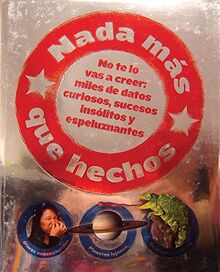 Nada más
No te lo
vas a creer:
miles de datos
curiosos, sucesos
insólitos y
espeluznantes
que hechos